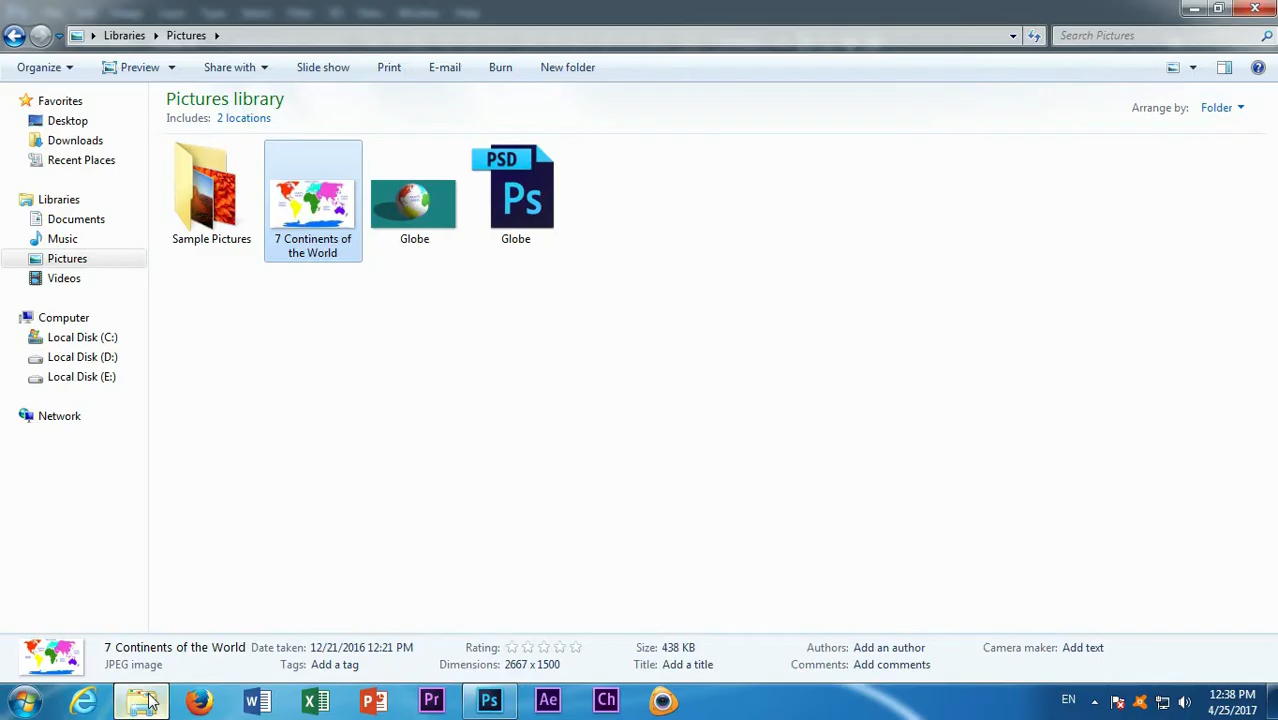 Libraries
Pictures
Search Pictures
Organize
Preview
Share with
Slide show
Print
E-mail
Burn
New folder
Favorites
Desktop
Downloads
Recent Places
Libraries
Documents
Music
Pictures
Videos
Computer
Local Disk (C:)
Local Disk (D:)
Local Disk (E:)
Network
Pictures library
Includes: 2 locations
Arrange by: Folder
Sample Pictures
7 Continents of
the World
Globe
PSD
Ps
Globe
7 Continents of the World
JPEG image
Date taken: 12/21/2016 12:21 PM
Tags: Add a tag
Rating:
Dimensions: 2667 x 1500
Size: 438 KB
Title: Add a title
Authors: Add an author
Comments: Add comments
Camera maker: Add text
Pr
Ps
Ae
Ch
EN
12:38 PM
4/25/2017